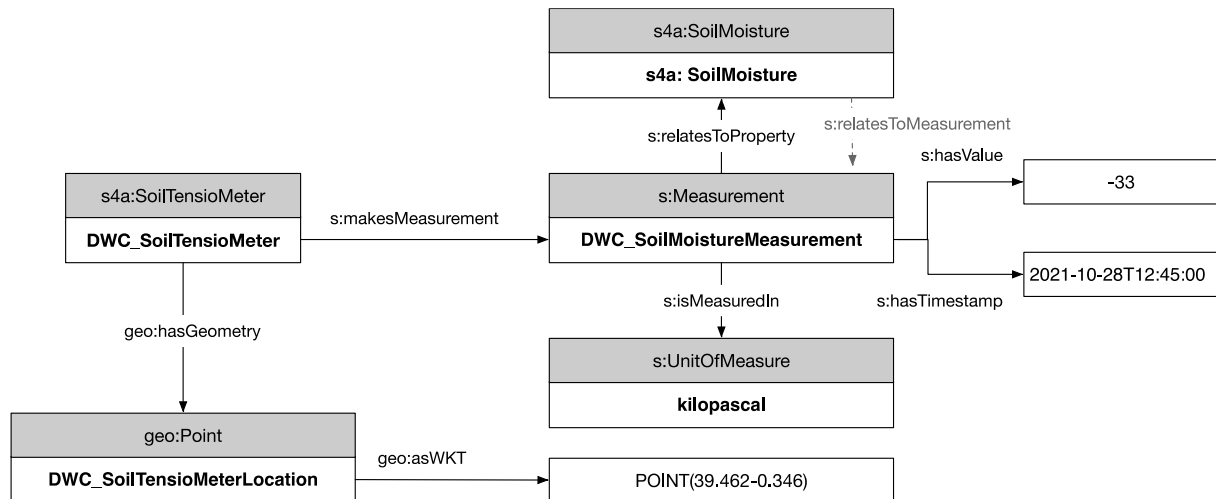 s4a:SoilMoisture
s4a: SoilMoisture
s:relatesToProperty
s:relatesToMeasurement
s:hasValue
-33
s4a:SoilTensioMeter
DWC_SoilTensioMeter
s:makesMeasurement
s:Measurement
DWC_SoilMoistureMeasurement
2021-10-28T12:45:00
s:hasTimestamp
s:isMeasuredIn
geo:hasGeometry
s:UnitOfMeasure
kilopascal
geo:Point
DWC_SoilTensioMeterLocation
geo:asWKT
POINT(39.462-0.346)